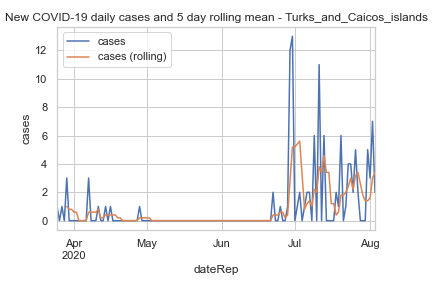 New COVID-19 daily cases and 5 day rolling mean - Turks_and_Caicos_islands
cases
cases (rolling)
12
10
8
6
4
2
0
cases
Apr
2020
May
Jun
Jul
Aug
dateRep